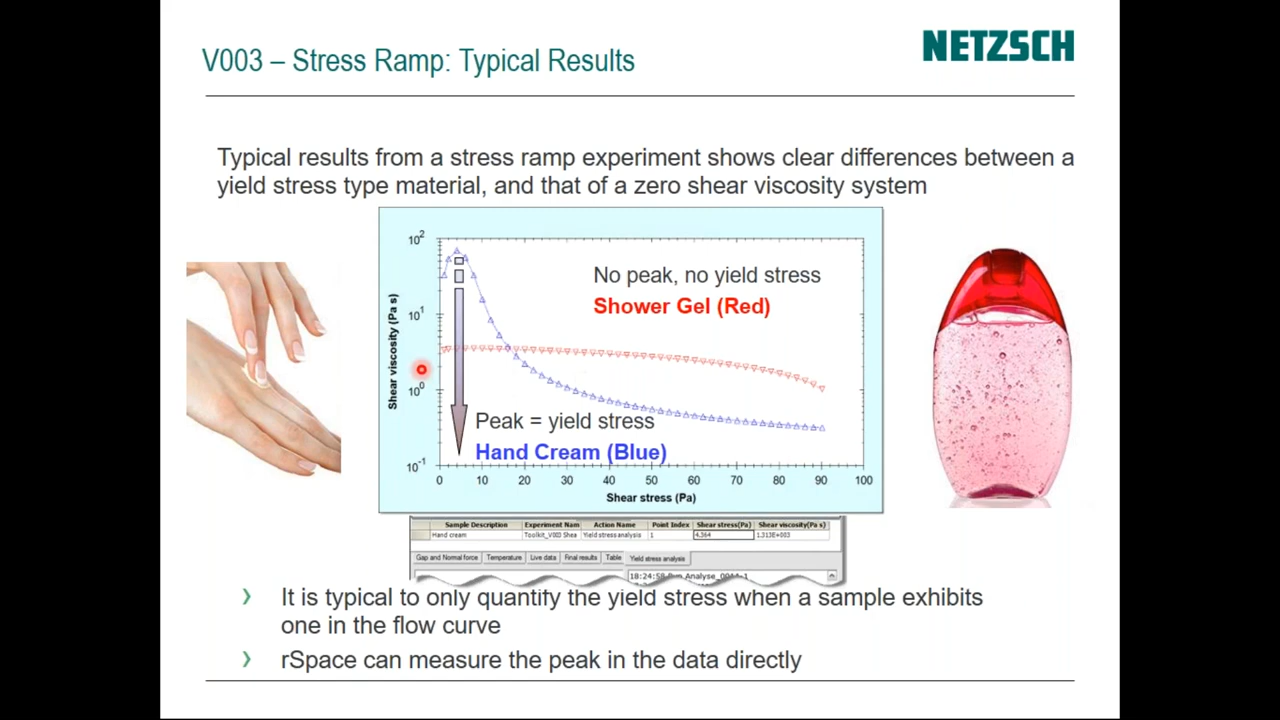 V003 – Stress Ramp: Typical Results
NETZSCH
Typical results from a stress ramp experiment shows clear differences between a
yield stress type material, and that of a zero shear viscosity system
10²
10¹
10⁰
10⁻¹
Shear viscosity (Pa s)
No peak, no yield stress
Shower Gel (Red)
Peak = yield stress
Hand Cream (Blue)
0 10 20 30 40 50 60 70 80 90 100
Shear stress (Pa)
Sample Description Experiment Nam Action Name Point Index Shear stress(Pa) Shear viscosity(Pa s)
Hand cream Toolkit_V003 Shea Yield stress analysis 1 4.364 1.313E+003
Gap and Normal force Temperature Live data Final results Table Yield stress analysis
18:24:58
It is typical to only quantify the yield stress when a sample exhibits
one in the flow curve
rSpace can measure the peak in the data directly